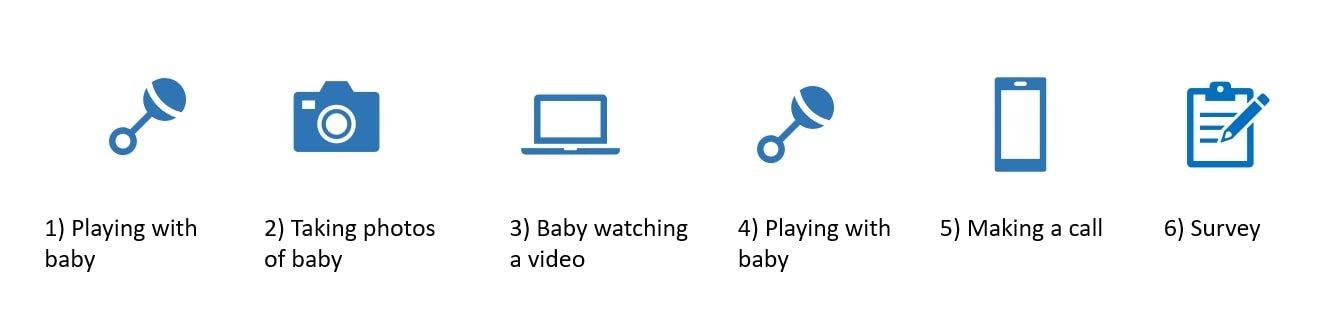 1) Playing with
baby
2) Taking photos
of baby
3) Baby watching
a video
4) Playing with
baby
5) Making a call
6) Survey